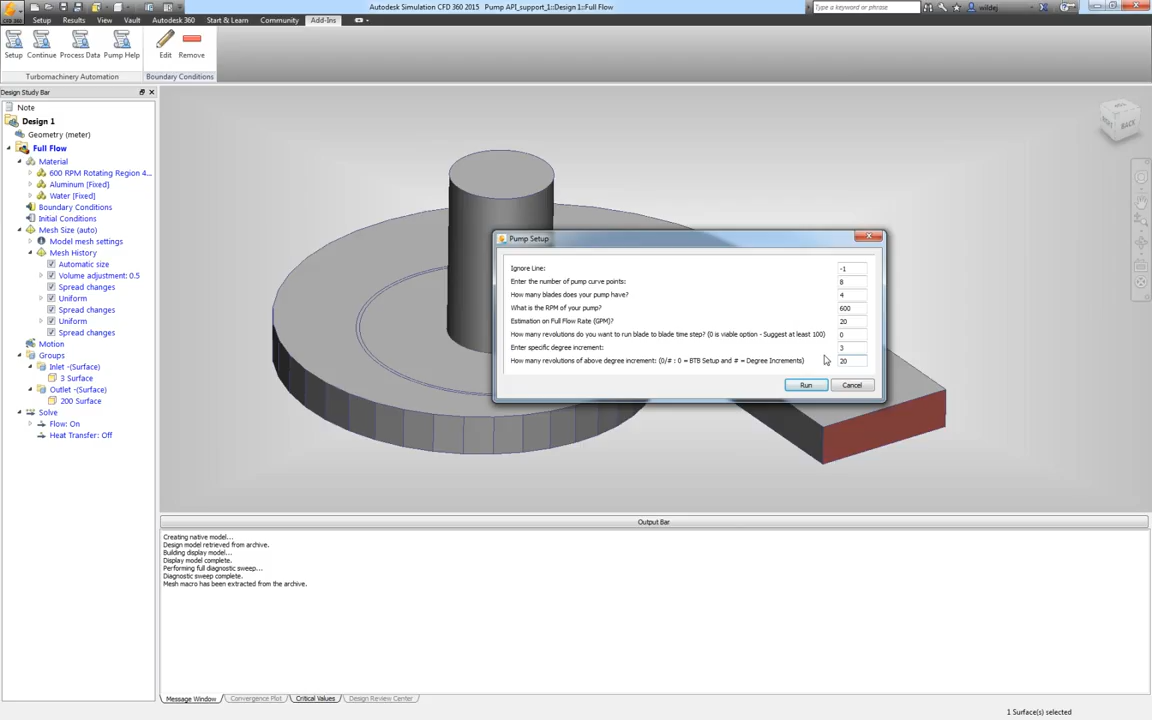 Autodesk Simulation CFD 360 2015   Pump API_support_1::Design 1::Full Flow
Type a keyword or phrase
wildej
CFD 360
Setup
Results
View
Vault
Autodesk 360
Start & Learn
Community
Add-Ins
Setup
Continue
Process Data
Pump Help
Edit
Remove
Turbomachinery Automation
Boundary Conditions
Design Study Bar
Note
Design 1
Geometry (meter)
Full Flow
Material
600 RPM Rotating Region 4...
Aluminum [Fixed]
Water [Fixed]
Boundary Conditions
Initial Conditions
Mesh Size (auto)
Model mesh settings
Mesh History
Automatic size
Volume adjustment: 0.5
Spread changes
Uniform
Spread changes
Uniform
Spread changes
Motion
Groups
Inlet -(Surface)
3 Surface
Outlet -(Surface)
200 Surface
Solve
Flow: On
Heat Transfer: Off
BACK
Pump Setup
Ignore Line: -1
Enter the number of pump curve points: 8
How many blades does your pump have? 4
What is the RPM of your pump? 600
Estimation on Full Flow Rate (GPM)? 20
How many revolutions do you want to run blade to blade time step? (0 is viable option - Suggest at least 100) 0
Enter specific degree increment: 3
How many revolutions of above degree increment: (0/# : 0 = BTB Setup and # = Degree Increments) 20
Run
Cancel
Output Bar
Creating native model...
Design model retrieved from archive.
Building display model...
Display model complete.
Performing full diagnostic sweep...
Diagnostic sweep complete.
Mesh macro has been extracted from the archive.
Message Window
Convergence Plot
Critical Values
Design Review Center
1 Surface(s) selected